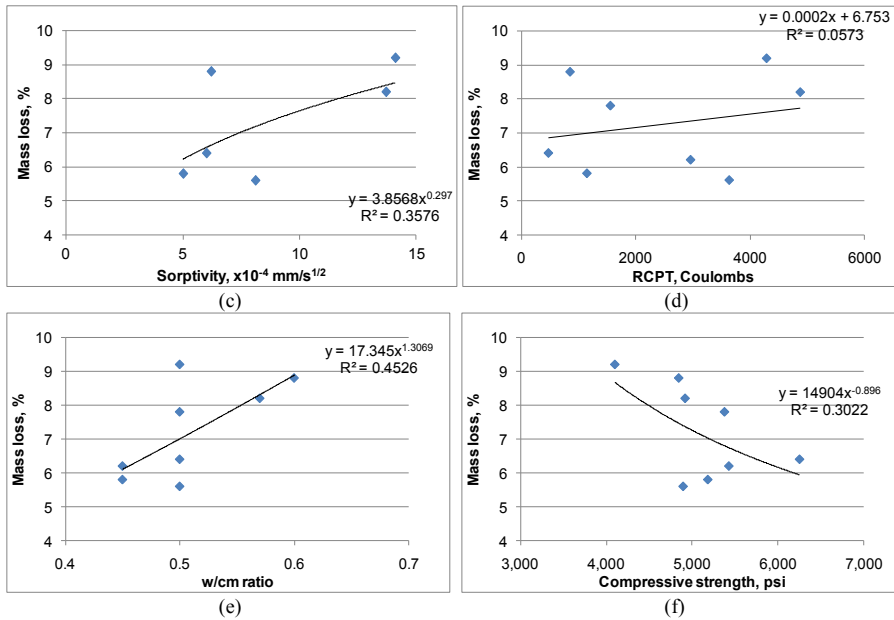 10
9
8
7
6
5
4
Mass loss, %
0
5
10
15
Sorptivity, x10⁻⁴ mm/s¹ᐟ²
y = 3.8568x⁰·²⁹⁷
R² = 0.3576
(c)
y = 0.0002x + 6.753
R² = 0.0573
10
9
8
7
6
5
4
Mass loss, %
0
2000
4000
6000
RCPT, Coulombs
(d)
10
9
8
7
6
5
4
Mass loss, %
y = 17.345x¹·³⁰⁶⁹
R² = 0.4526
0.4
0.5
0.6
0.7
w/cm ratio
(e)
10
9
8
7
6
5
4
Mass loss, %
y = 14904x⁻⁰·⁸⁹⁶
R² = 0.3022
3,000
4,000
5,000
6,000
7,000
Compressive strength, psi
(f)